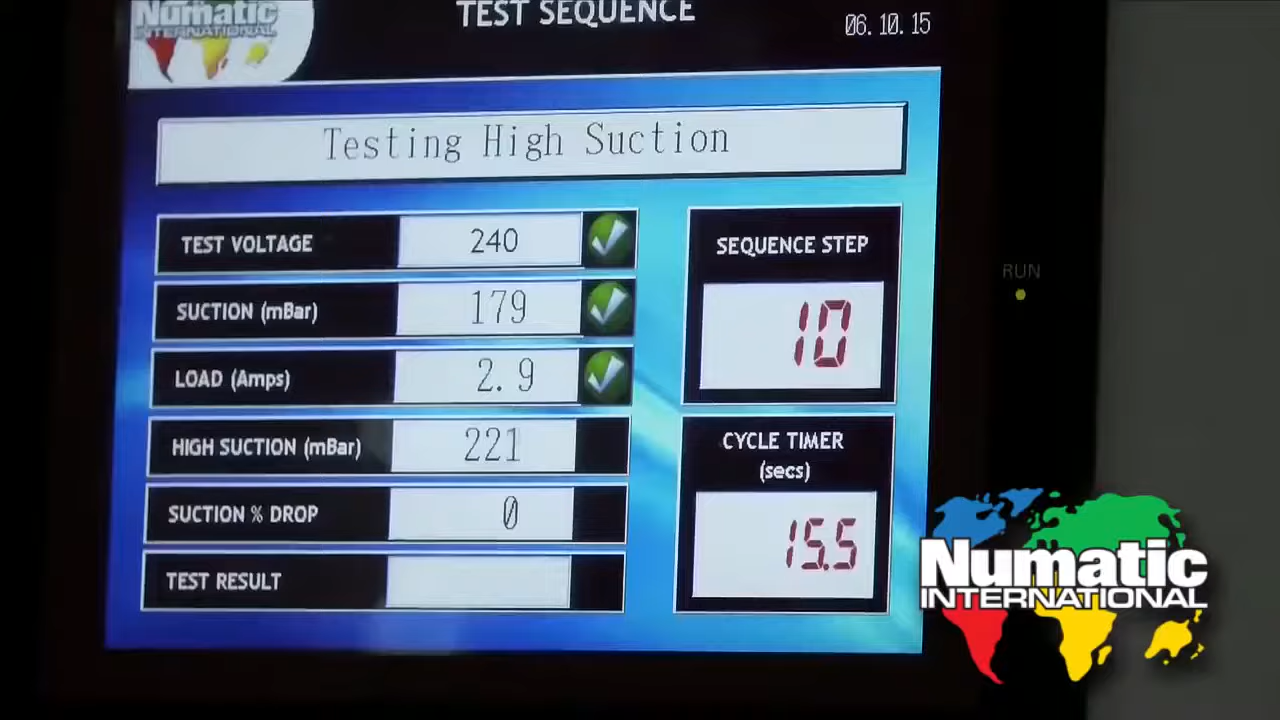 Numatic
INTERNATIONAL
TEST SEQUENCE
06.10.15
Testing High Suction
TEST VOLTAGE 240
SUCTION (mBar) 179
LOAD (Amps) 2.9
HIGH SUCTION (mBar) 221
SUCTION % DROP 0
TEST RESULT
SEQUENCE STEP
10
CYCLE TIMER
(secs)
15.5
RUN
Numatic
INTERNATIONAL